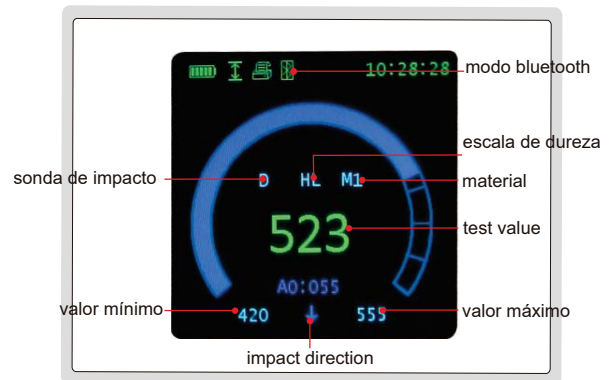 10:28:28
modo bluetooth
escala de dureza
sonda de impacto
D HL M1
material
523
test value
A0:055
valor mínimo
420
555
valor máximo
impact direction